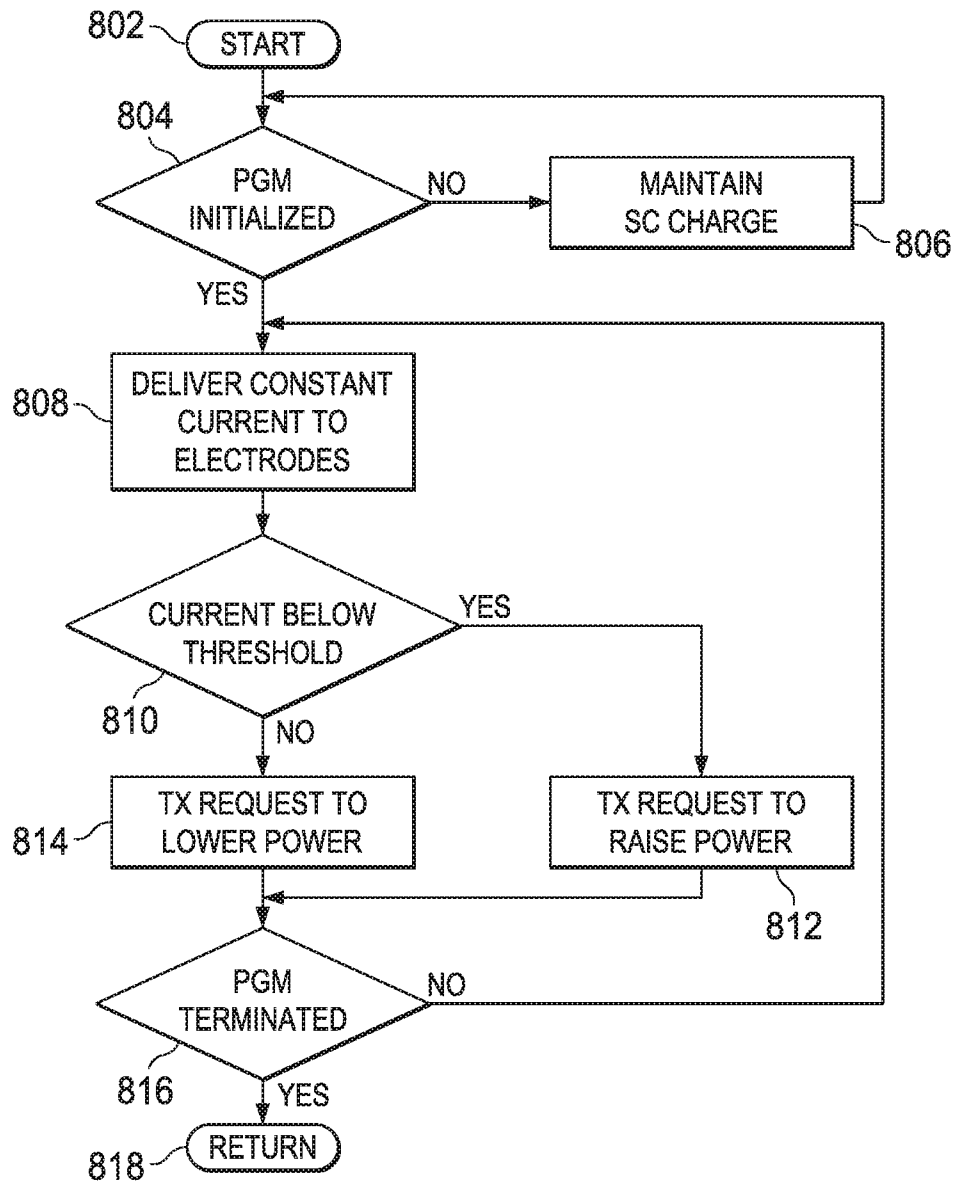 802
START
804
PGM
INITIALIZED
NO
MAINTAIN
SC CHARGE
806
YES
808
DELIVER CONSTANT
CURRENT TO
ELECTRODES
CURRENT BELOW
THRESHOLD
YES
810
NO
814
TX REQUEST TO
LOWER POWER
TX REQUEST TO
RAISE POWER
812
PGM
TERMINATED
NO
816
YES
818
RETURN